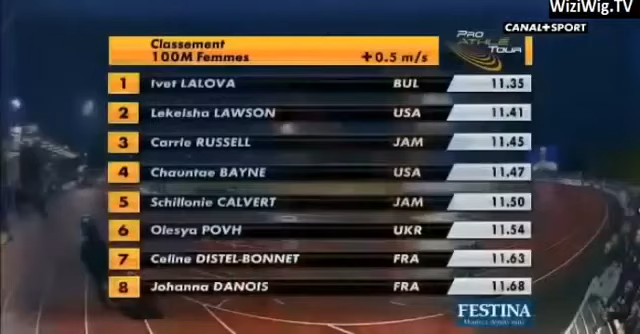 WiziWig.TV
CANAL+SPORT
Classement
100M Femmes +0.5 m/s
PRO
ATHLE
TOUR
1 Ivet LALOVA BUL 11.35
2 Lekeisha LAWSON USA 11.41
3 Carrie RUSSELL JAM 11.45
4 Chauntae BAYNE USA 11.47
5 Schillonie CALVERT JAM 11.50
6 Olesya POVH UKR 11.54
7 Celine DISTEL-BONNET FRA 11.63
8 Johanna DANOIS FRA 11.68
FESTINA